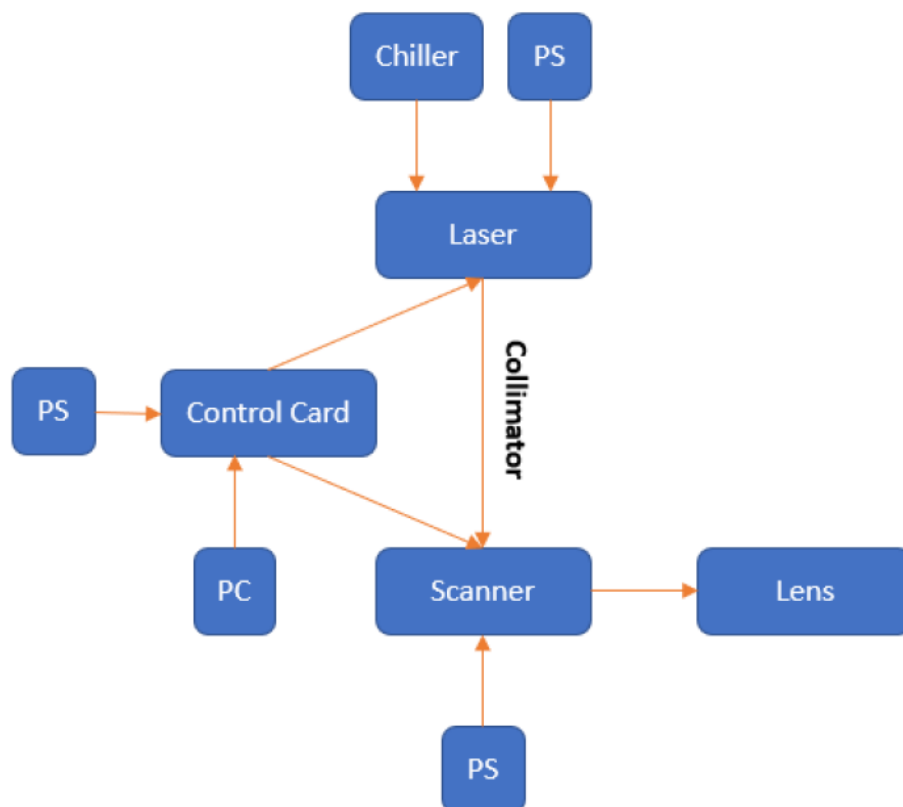 Chiller
PS
Laser
Collimator
PS
Control Card
PC
Scanner
Lens
PS